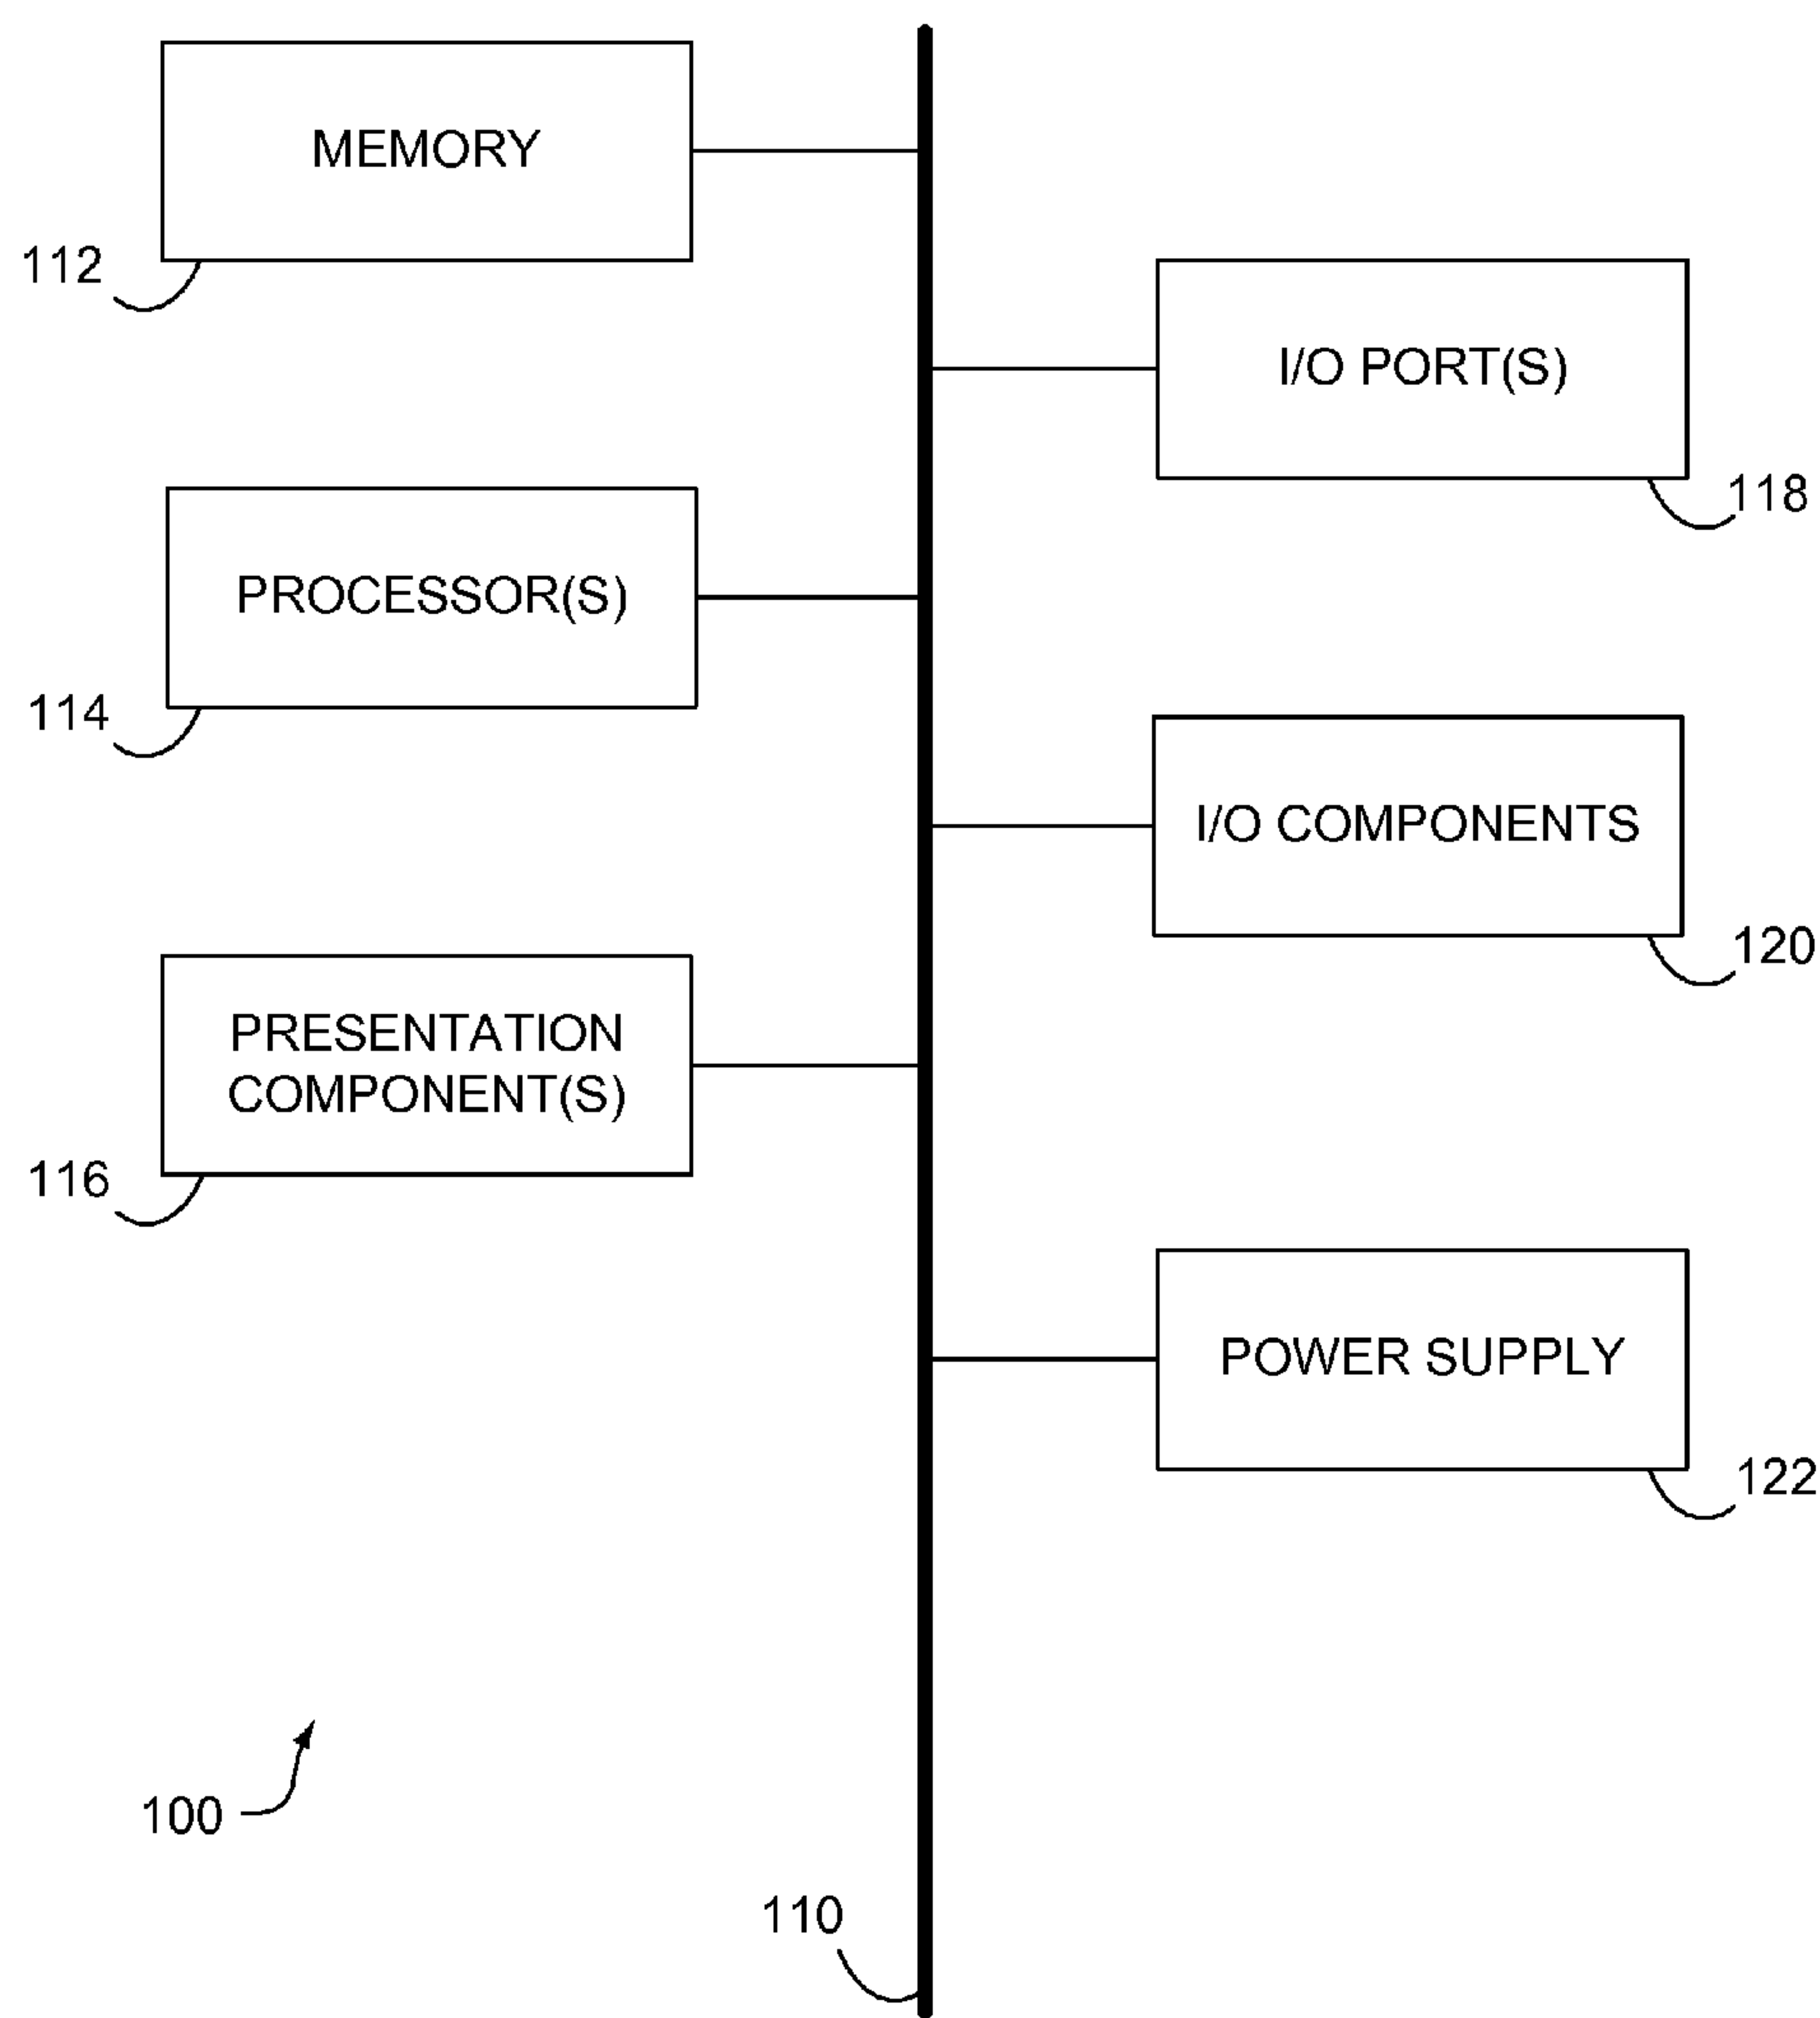 MEMORY
112
I/O PORT(S)
118
PROCESSOR(S)
114
I/O COMPONENTS
120
PRESENTATION
COMPONENT(S)
116
POWER SUPPLY
122
100
110